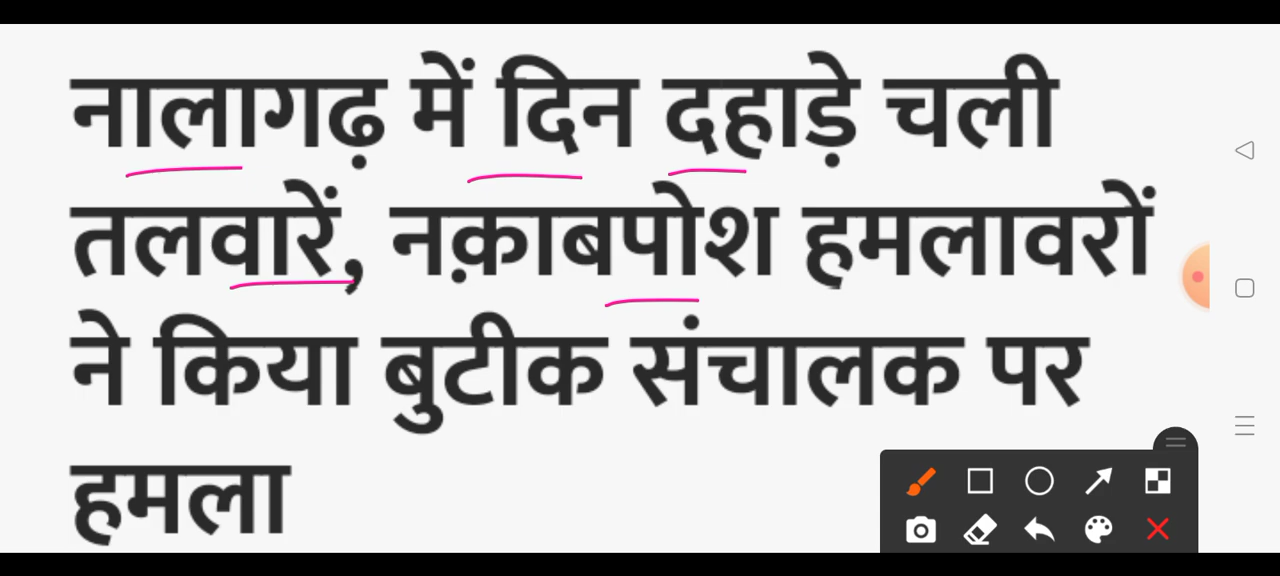 नालागढ़ में दिन दहाड़े चली
तलवारें, नक़ाबपोश हमलावरों
ने किया बुटीक संचालक पर
हमला